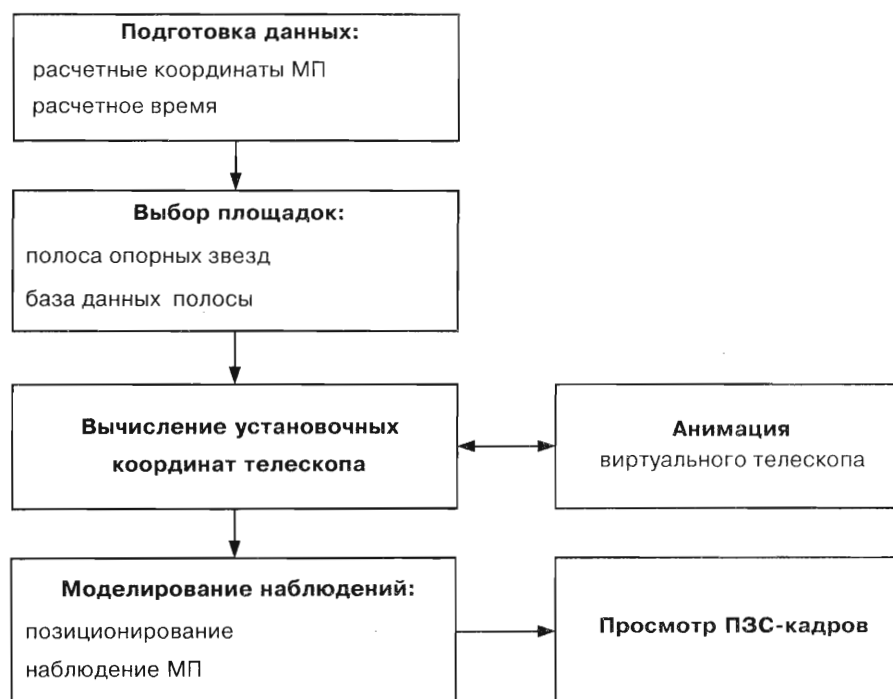 Подготовка данных:
расчетные координаты МП
расчетное время
Выбор площадок:
полоса опорных звезд
база данных полосы
Вычисление установочных
координат телескопа
Анимация
виртуального телескопа
Моделирование наблюдений:
позиционирование
наблюдение МП
Просмотр ПЗС-кадров